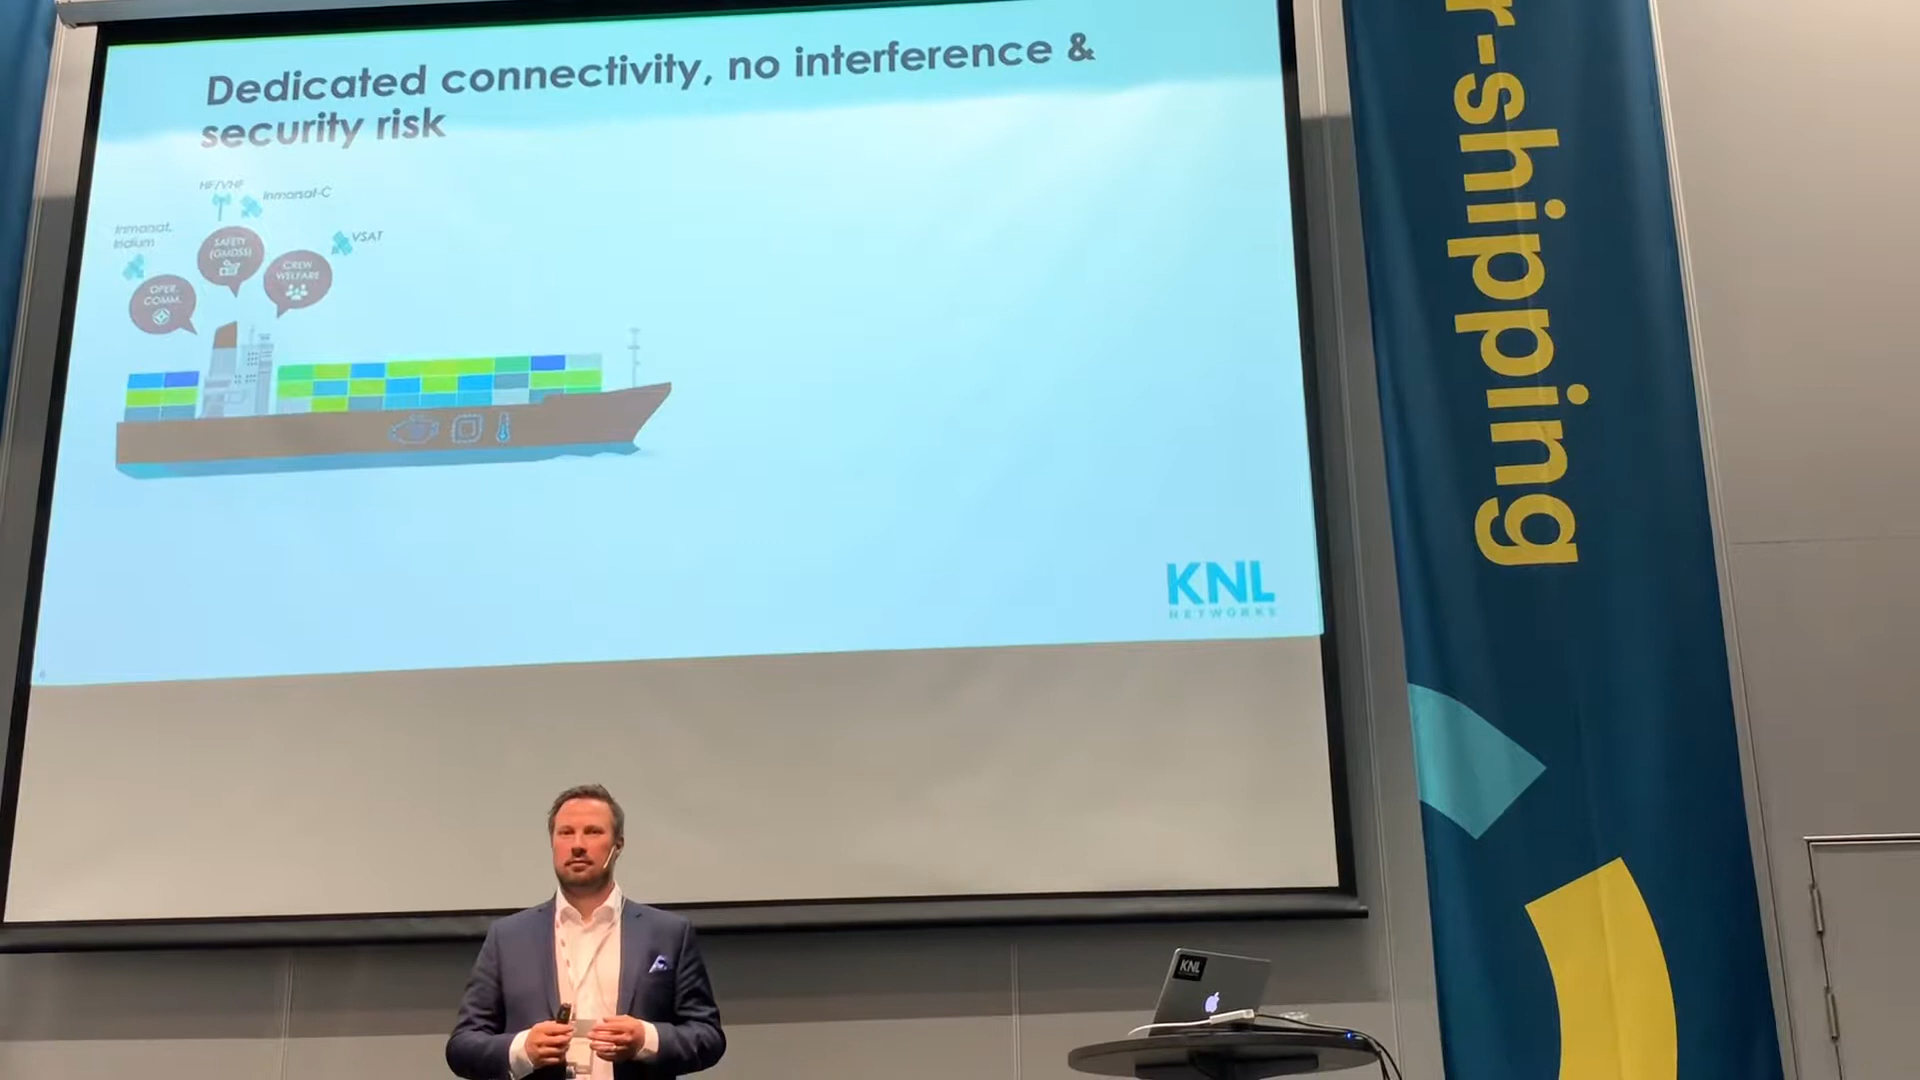 Dedicated connectivity, no interference &
security risk
HF/VHF
Inmarsat-C
Inmarsat,
Iridium
VSAT
SAFETY
(GMDSS)
CREW
WELFARE
OPER.
COMM.
KNL
NETWORKS
6
r-shipping
KNL